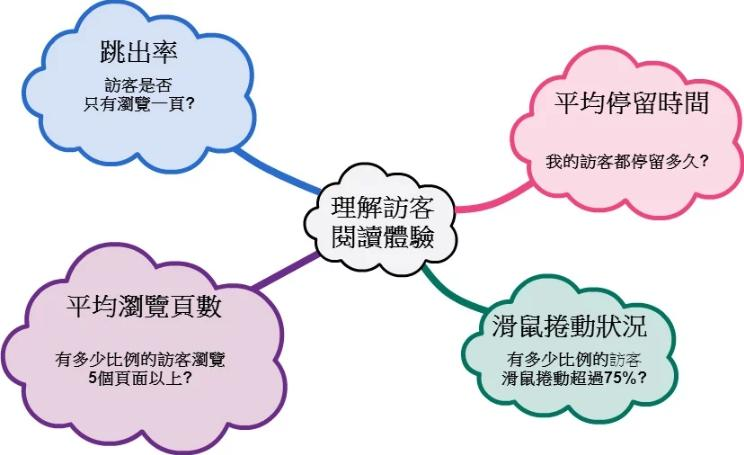 跳出率
訪客是否
只有瀏覽一頁?
平均停留時間
我的訪客都停留多久?
理解訪客
閱讀體驗
平均瀏覽頁數
有多少比例的訪客瀏覽
5個頁面以上?
滑鼠捲動狀況
有多少比例的訪客
滑鼠捲動超過75%?